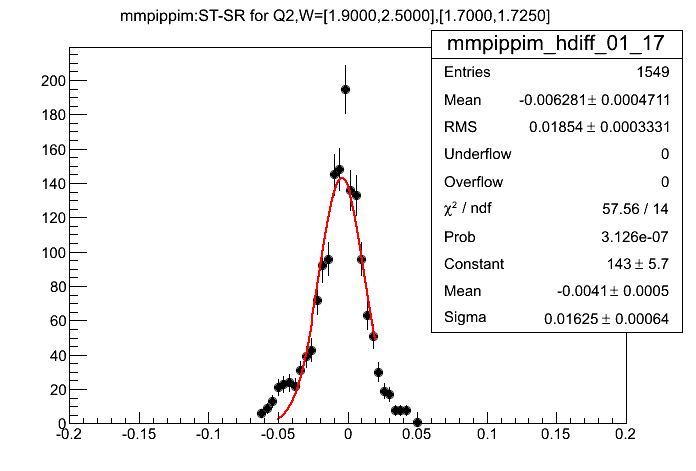 mmpippim:ST-SR for Q2,W=[1.9000,2.5000],[1.7000,1.7250]
mmpippim_hdiff_01_17
Entries 1549
Mean -0.006281± 0.0004711
RMS 0.01854 ± 0.0003331
Underflow 0
Overflow 0
χ² / ndf 57.56 / 14
Prob 3.126e-07
Constant 143 ± 5.7
Mean -0.0041 ± 0.0005
Sigma 0.01625 ± 0.00064
200
180
160
140
120
100
80
60
40
20
0
-0.2 -0.15 -0.1 -0.05 0 0.05 0.1 0.15 0.2